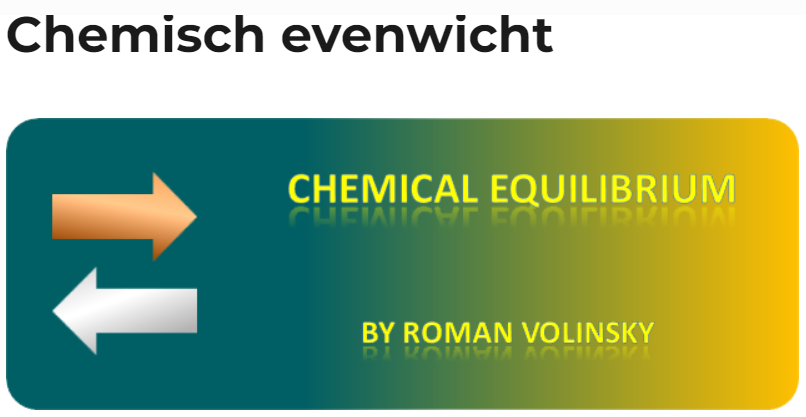 Chemisch evenwicht
CHEMICAL EQUILIBRIUM
BY ROMAN VOLINSKY